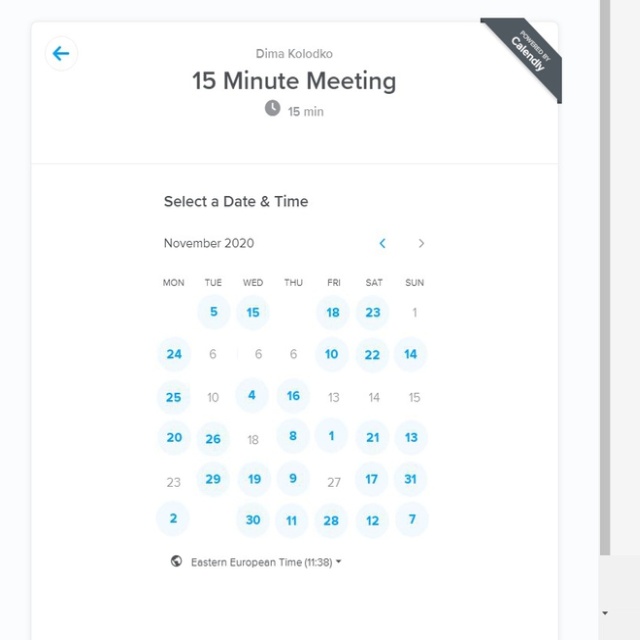 POWERED BY
Calendly
Dima Kolodko
15 Minute Meeting
15 min
Select a Date & Time
November 2020
MON TUE WED THU FRI SAT SUN
5 15 18 23 1
24 6 6 6 10 22 14
25 10 4 16 13 14 15
20 26 18 8 1 21 13
23 29 19 9 27 17 31
2 30 11 28 12 7
Eastern European Time (11:38)